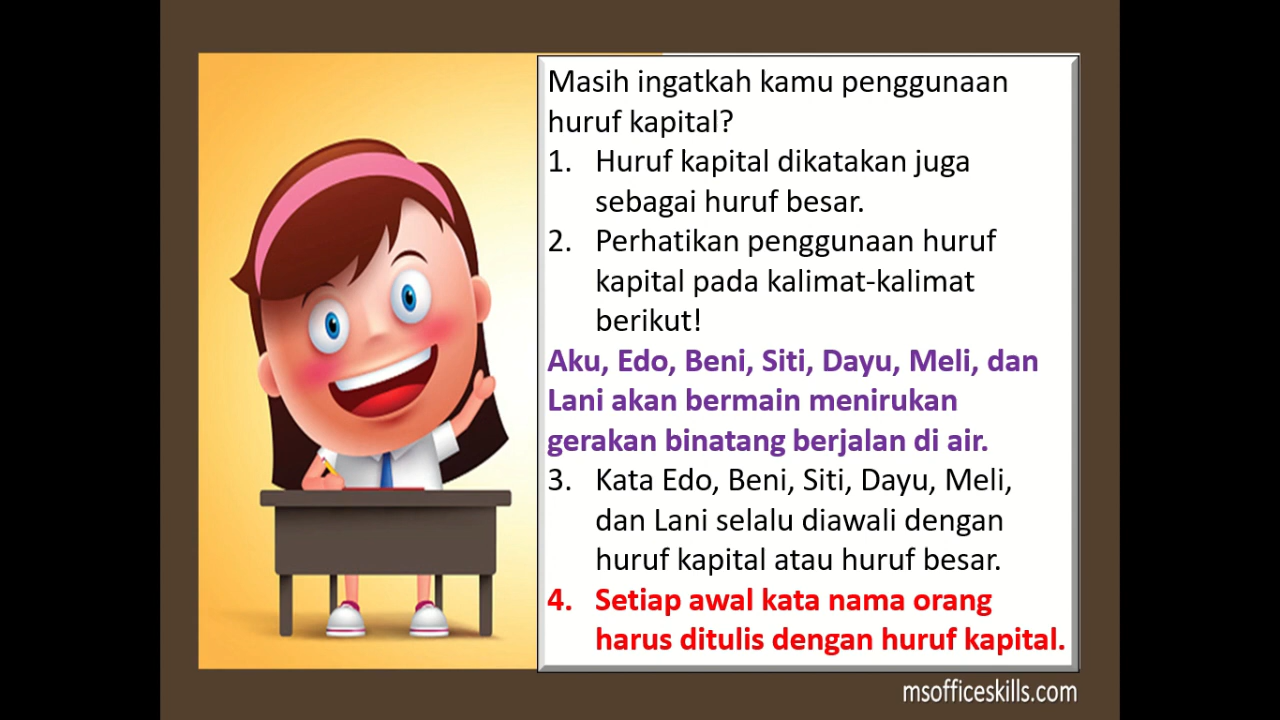 Masih ingatkah kamu penggunaan
huruf kapital?
1. Huruf kapital dikatakan juga
sebagai huruf besar.
2. Perhatikan penggunaan huruf
kapital pada kalimat-kalimat
berikut!
Aku, Edo, Beni, Siti, Dayu, Meli, dan
Lani akan bermain menirukan
gerakan binatang berjalan di air.
3. Kata Edo, Beni, Siti, Dayu, Meli,
dan Lani selalu diawali dengan
huruf kapital atau huruf besar.
4. Setiap awal kata nama orang
harus ditulis dengan huruf kapital.
msofficeskills.com